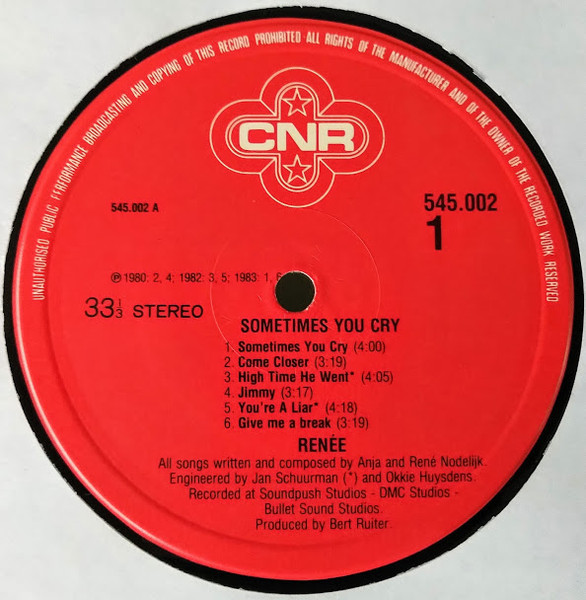 UNAUTHORISED PUBLIC PERFORMANCE BROADCASTING AND COPYING OF THIS RECORD PROHIBITED·ALL RIGHTS OF THE MANUFACTURER AND OF THE OWNER OF THE RECORDED WORK RESERVED
CNR
545.002 A
545.002
1
℗ 1980: 2, 4; 1982: 3, 5; 1983: 1, 6
33 1/3 STEREO
SOMETIMES YOU CRY
1. Sometimes You Cry (4:00)
2. Come Closer (3:19)
3. High Time He Went* (4:05)
4. Jimmy (3:17)
5. You're A Liar* (4:18)
6. Give me a break (3:19)
RENÉE
All songs written and composed by Anja and René Nodelijk.
Engineered by Jan Schuurman (*) and Okkie Huysdens.
Recorded at Soundpush Studios - DMC Studios -
Bullet Sound Studios.
Produced by Bert Ruiter.